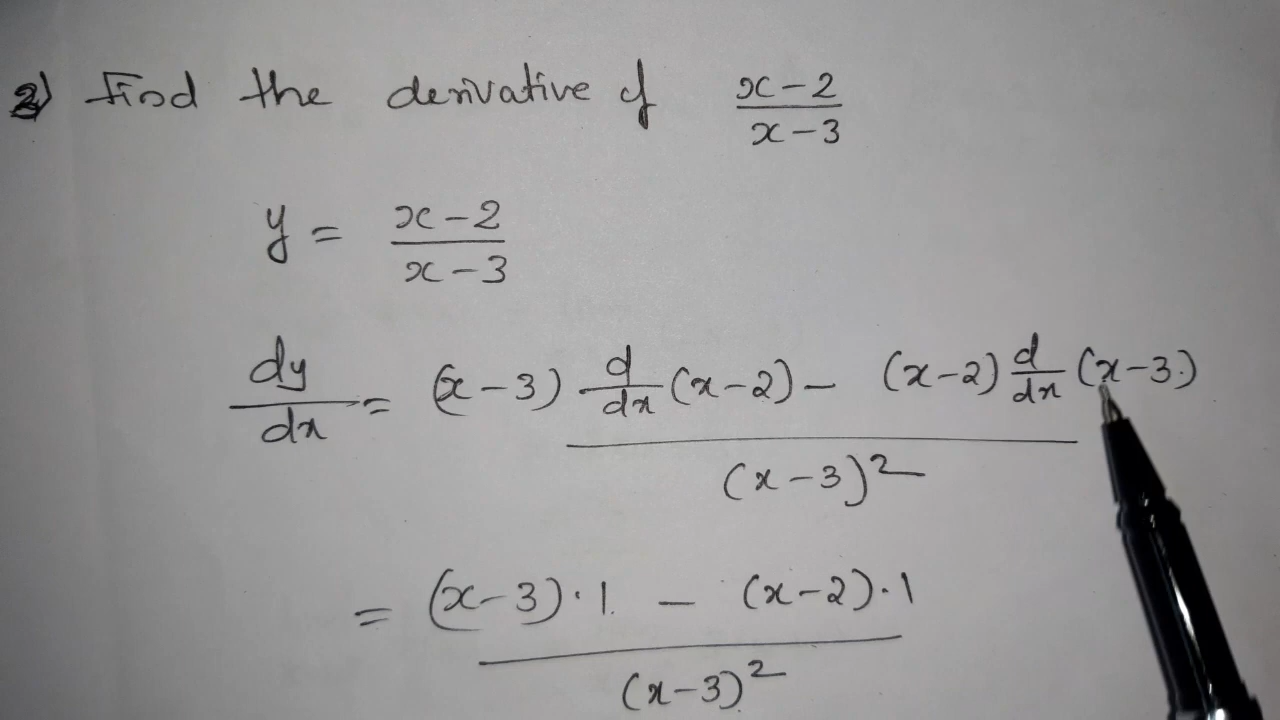 2) Find the derivative of (x-2)/(x-3)
y = (x-2)/(x-3)
dy/dx = ((x-3) d/dx (x-2) - (x-2) d/dx (x-3))/(x-3)²
= ((x-3)·1 - (x-2)·1)/(x-3)²